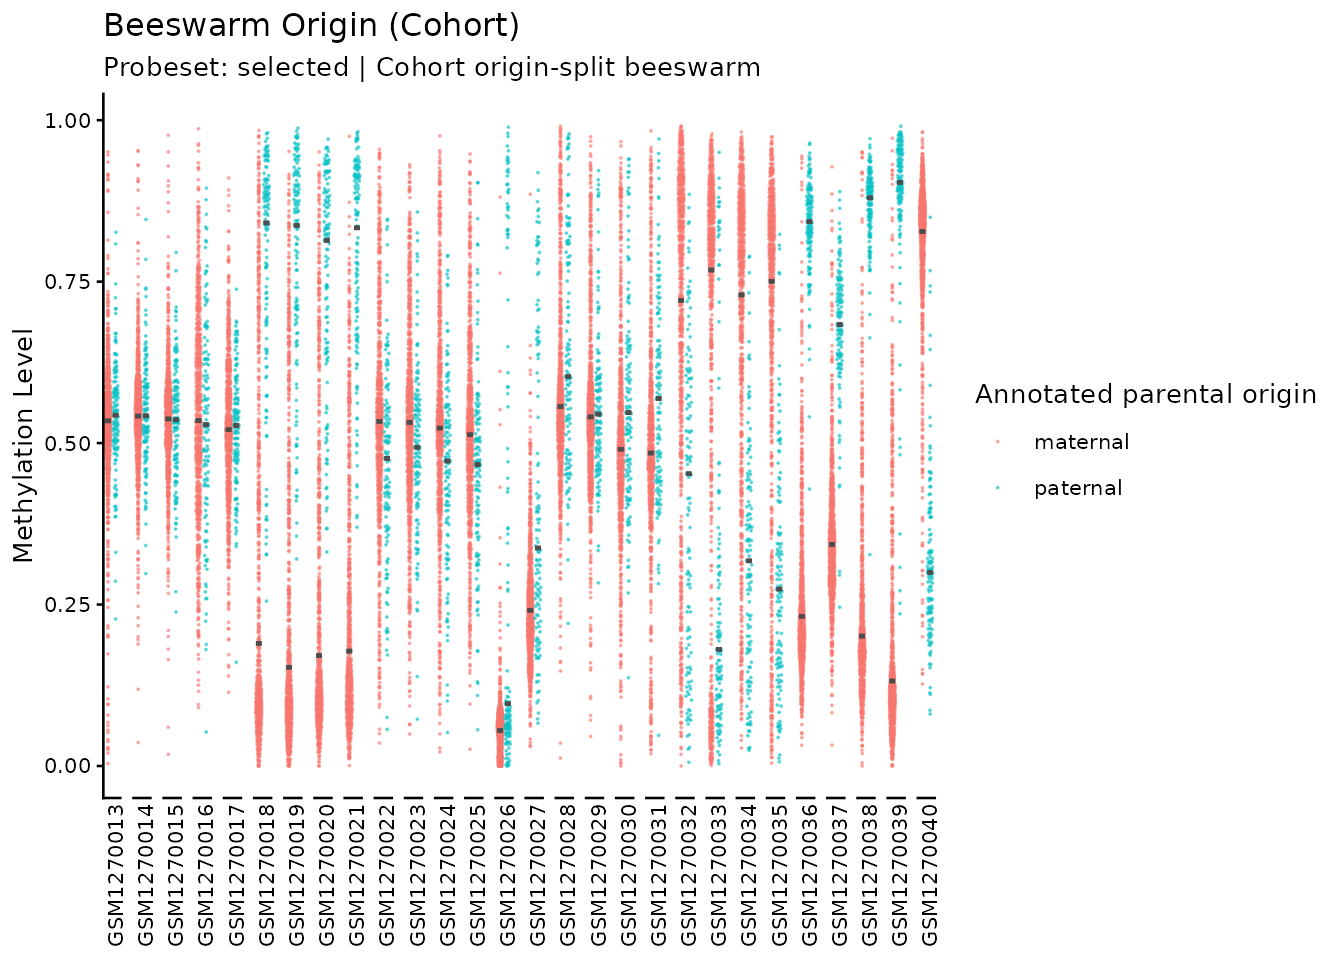 Beeswarm Origin (Cohort)
Probeset: selected | Cohort origin-split beeswarm
Methylation Level
1.00
0.75
0.50
0.25
0.00
GSM1270013
GSM1270014
GSM1270015
GSM1270016
GSM1270017
GSM1270018
GSM1270019
GSM1270020
GSM1270021
GSM1270022
GSM1270023
GSM1270024
GSM1270025
GSM1270026
GSM1270027
GSM1270028
GSM1270029
GSM1270030
GSM1270031
GSM1270032
GSM1270033
GSM1270034
GSM1270035
GSM1270036
GSM1270037
GSM1270038
GSM1270039
GSM1270040
Annotated parental origin
maternal
paternal